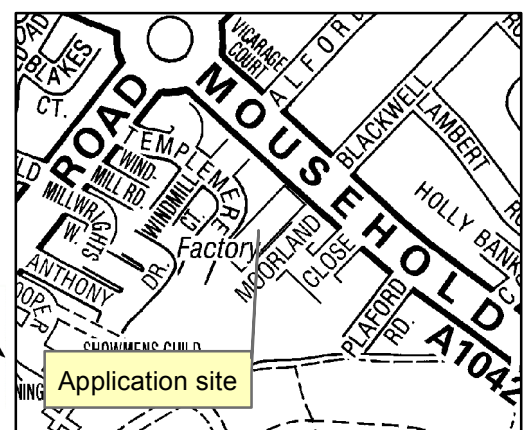 BLAKES
CT.
VICARAGE
COURT
ALFORD
ROAD
MOUSEHOLD
BLACKWELL
LAMBERT
HOLLY BANK
TEMPLEMERE
WIND-
MILL RD.
WINDMILL
CT.
MILLWRIGHTS
W.
Factory
MOORLAND
CLOSE
ANTHONY
DR.
PLAFORD
RD.
A1042
SHOWMENS GUILD
Application site